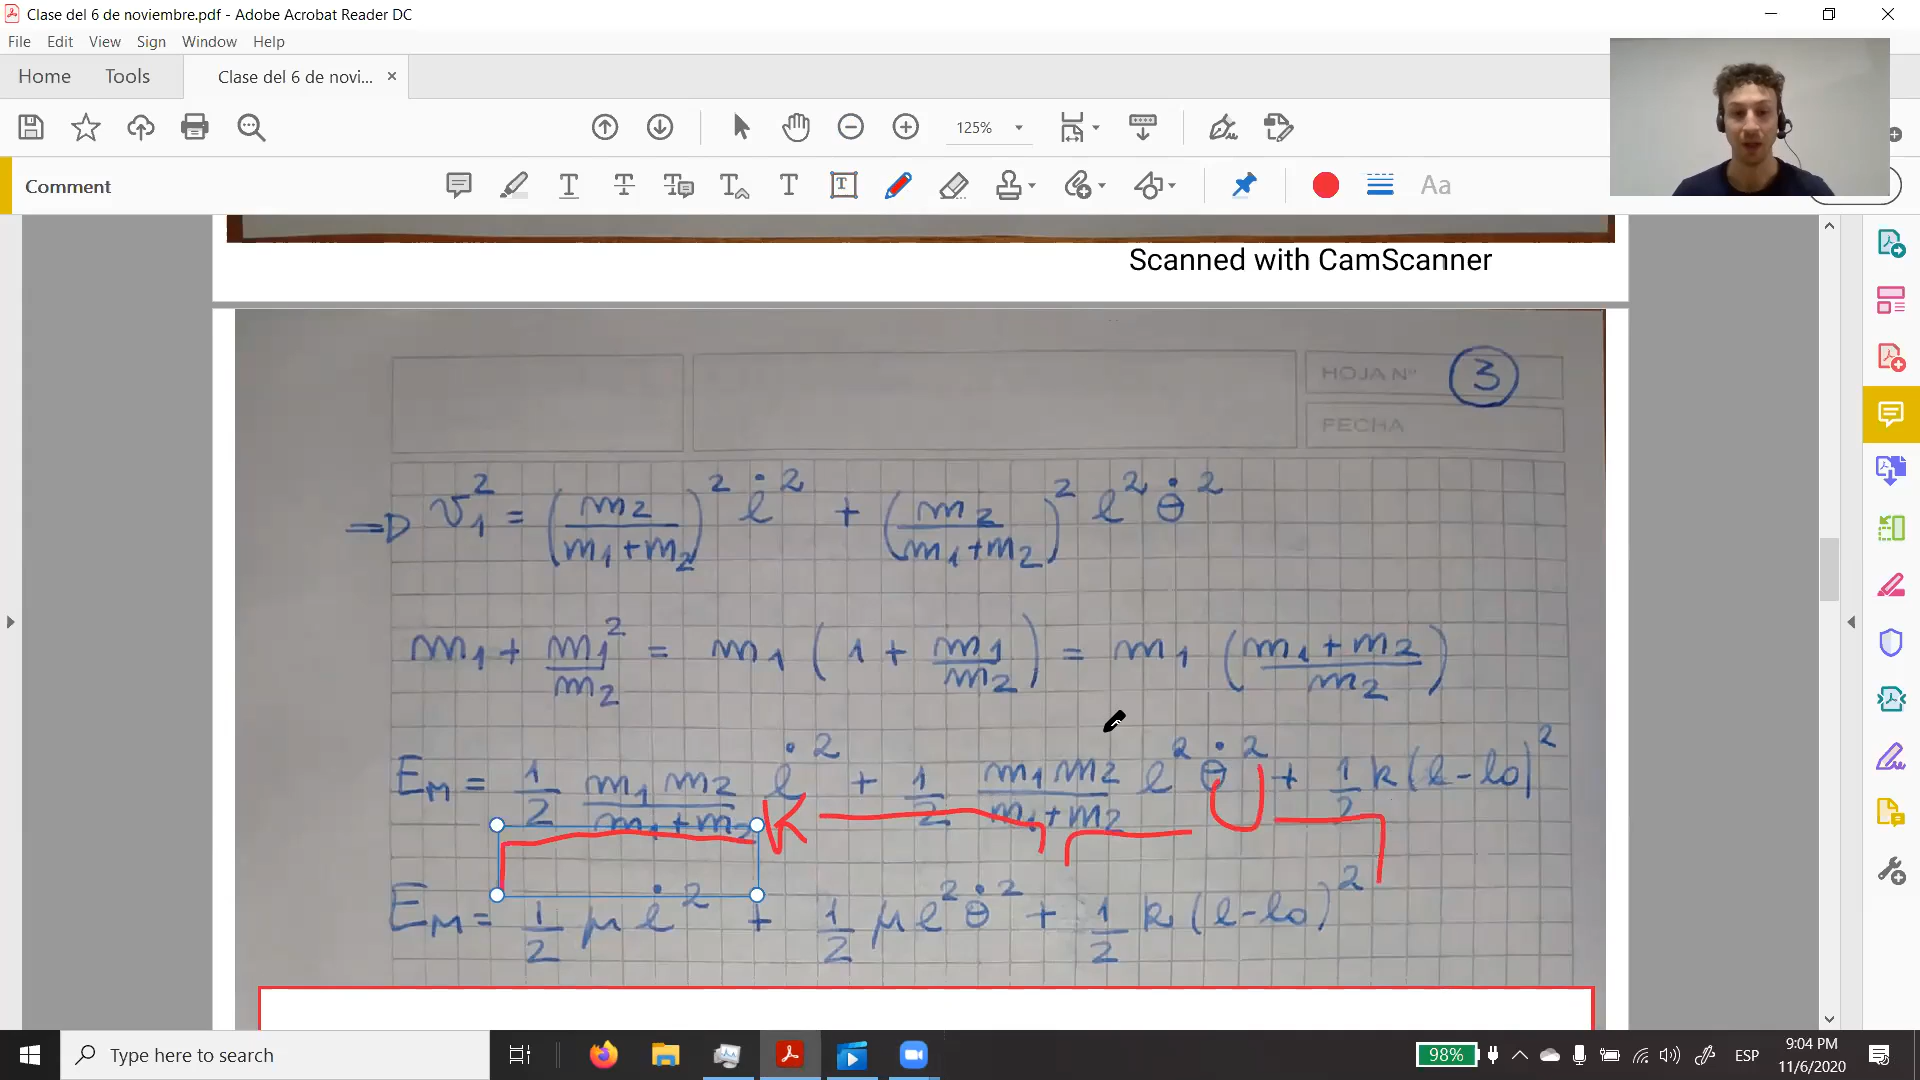 Clase del 6 de noviembre.pdf - Adobe Acrobat Reader DC
File Edit View Sign Window Help
Home Tools Clase del 6 de novi... ×
125%
Comment
Aa
Scanned with CamScanner
HOJA Nº 3
FECHA
=D v₁² = (m₂/(m₁+m₂))² l̇² + (m₂/(m₁+m₂))² l² θ̇²
m₁ + m₁²/m₂ = m₁ (1 + m₁/m₂) = m₁ ((m₁+m₂)/m₂)
E_M = 1/2 (m₁ m₂)/(m₁+m₂) l̇² + 1/2 (m₁ m₂)/(m₁+m₂) l² θ̇² + 1/2 k(l-l₀)²
K U
E_M = 1/2 μ l̇² + 1/2 μ l² θ̇² + 1/2 k (l-l₀)²
Type here to search
98% ESP
9:04 PM
11/6/2020